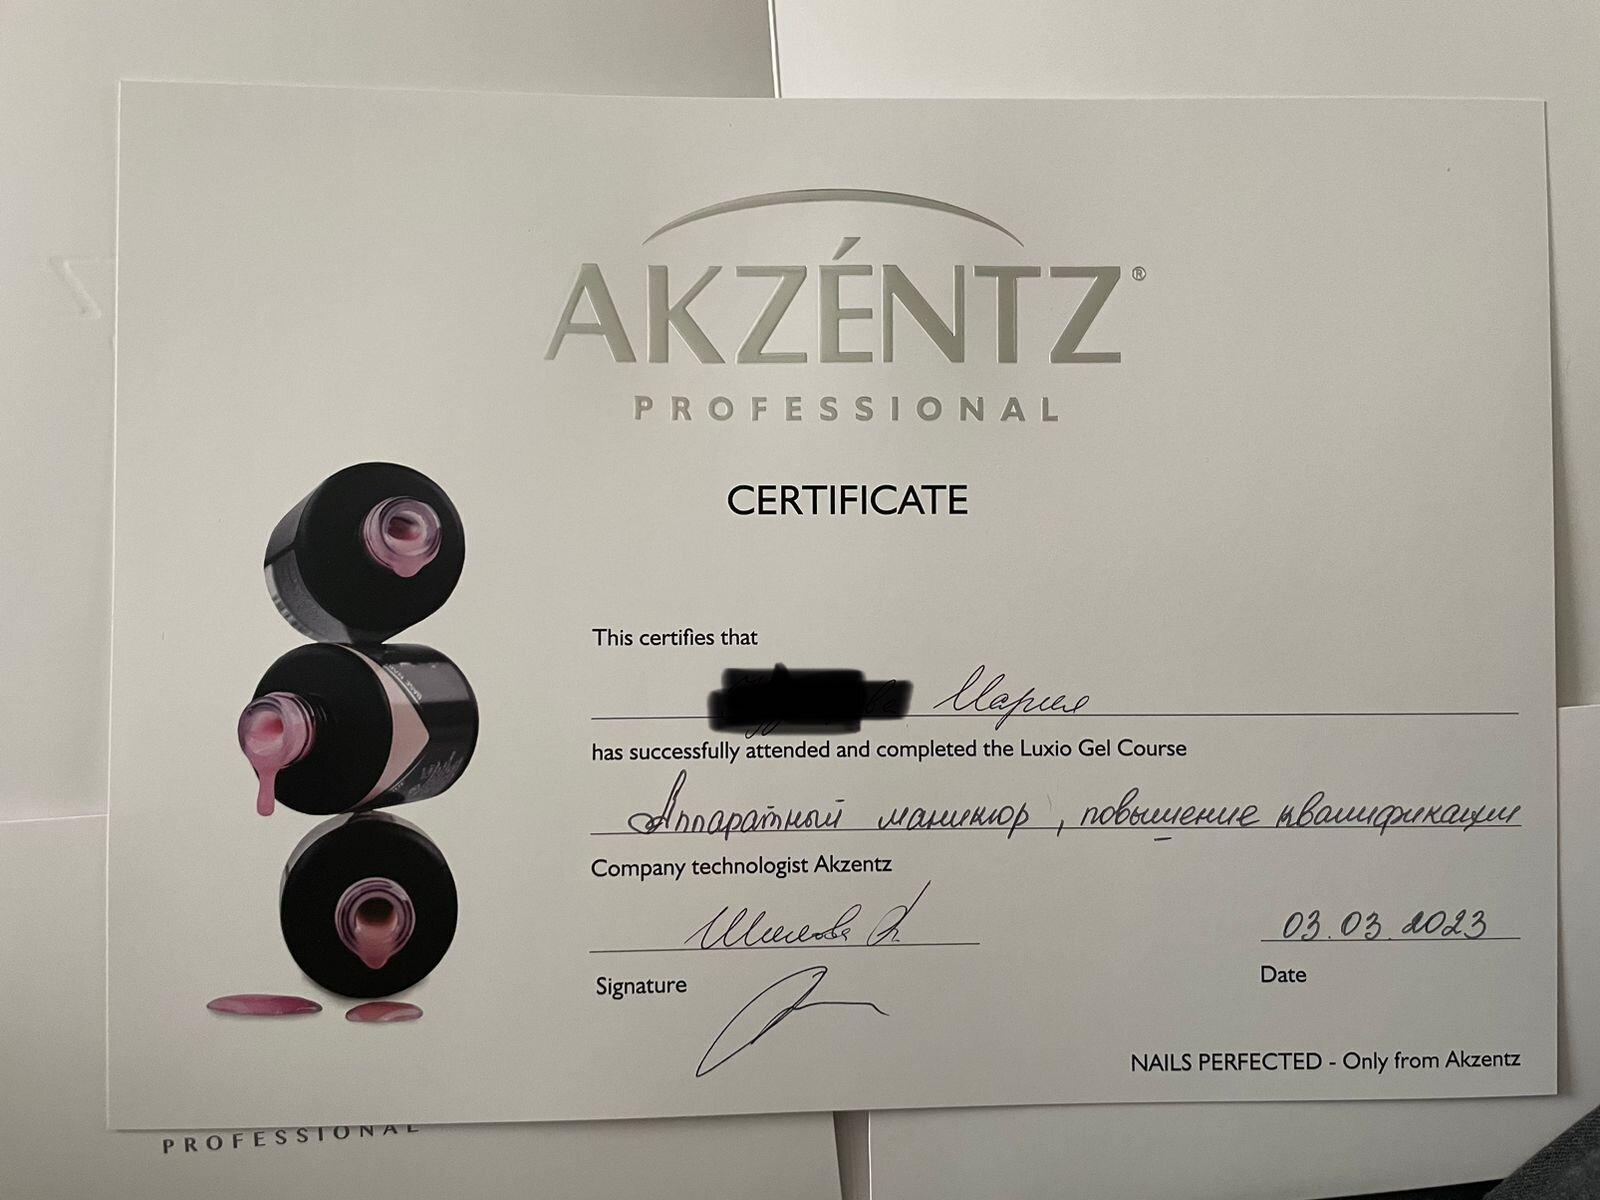 AKZÉNTZ®
PROFESSIONAL
CERTIFICATE
This certifies that
Мария
has successfully attended and completed the Luxio Gel Course
Аппаратный маникюр, повышение квалификации
Company technologist Akzentz
Шилова К
03.03.2023
Signature
Date
NAILS PERFECTED - Only from Akzentz
PROFESSIONAL